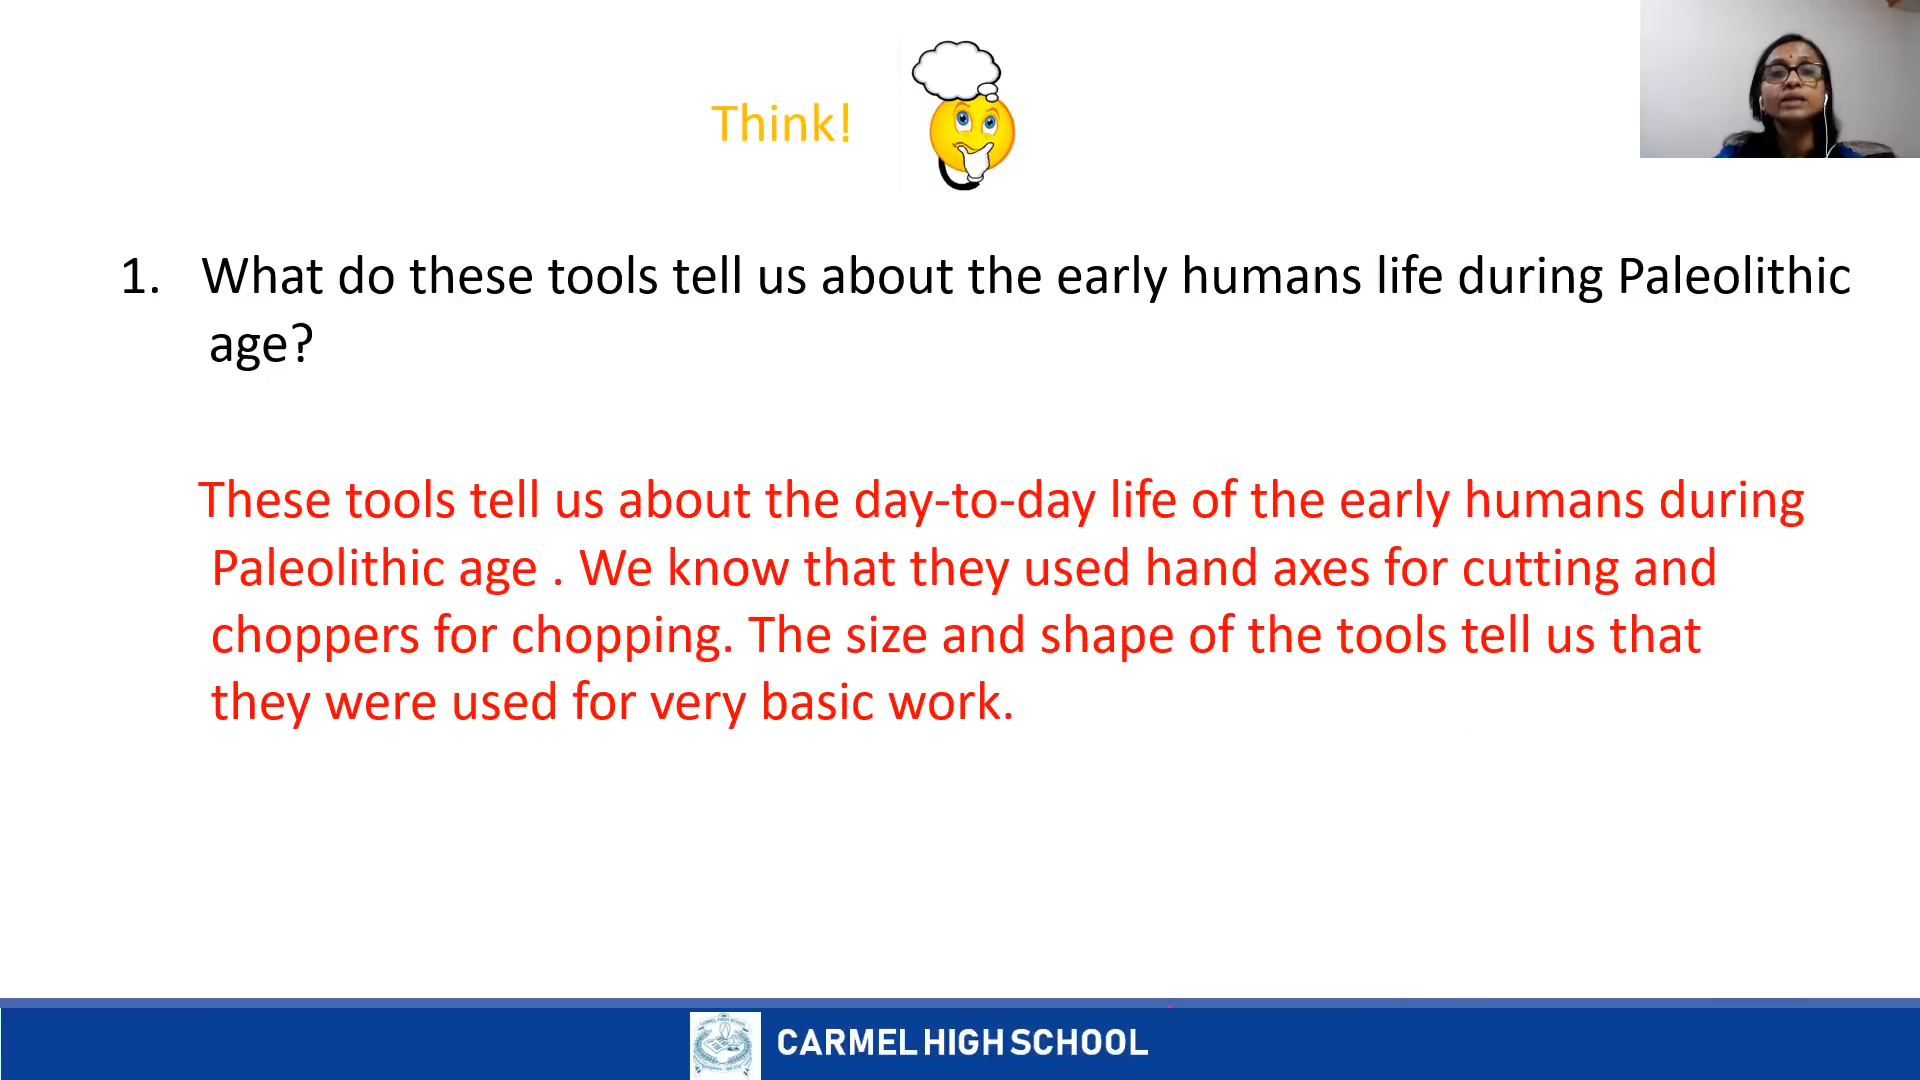 Think!
1. What do these tools tell us about the early humans life during Paleolithic
age?
These tools tell us about the day-to-day life of the early humans during
Paleolithic age . We know that they used hand axes for cutting and
choppers for chopping. The size and shape of the tools tell us that
they were used for very basic work.
CARMEL HIGH SCHOOL